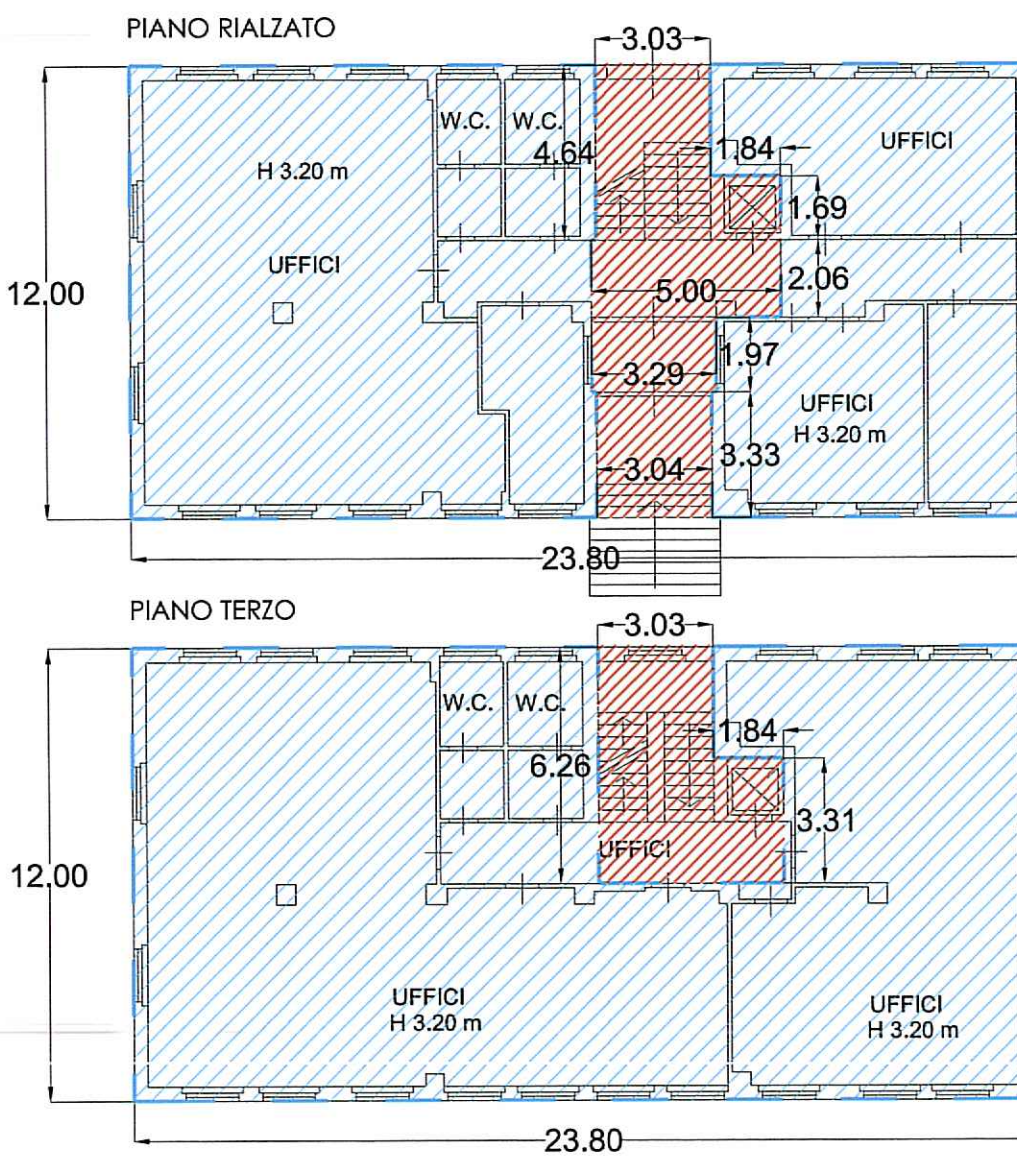 PIANO RIALZATO
3.03
W.C.
W.C.
UFFICI
H 3.20 m
4.64
1.84
1.69
UFFICI
12.00
5.00
2.06
3.29
1.97
UFFICI
H 3.20 m
3.04
3.33
23.80
PIANO TERZO
3.03
W.C.
W.C.
1.84
6.26
3.31
UFFICI
12.00
UFFICI
H 3.20 m
UFFICI
H 3.20 m
23.80